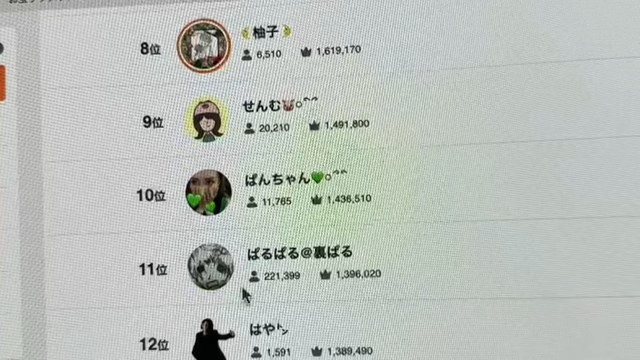 8位
柚子
6,510 1,619,170
9位
せんむ🐷o^^
20,210 1,491,800
10位
ぱんちゃん💚o^^
11,765 1,436,510
11位
ぱるぱる@裏ぱる
221,399 1,396,020
12位
はやㇳㇴ
1,591 1,389,490